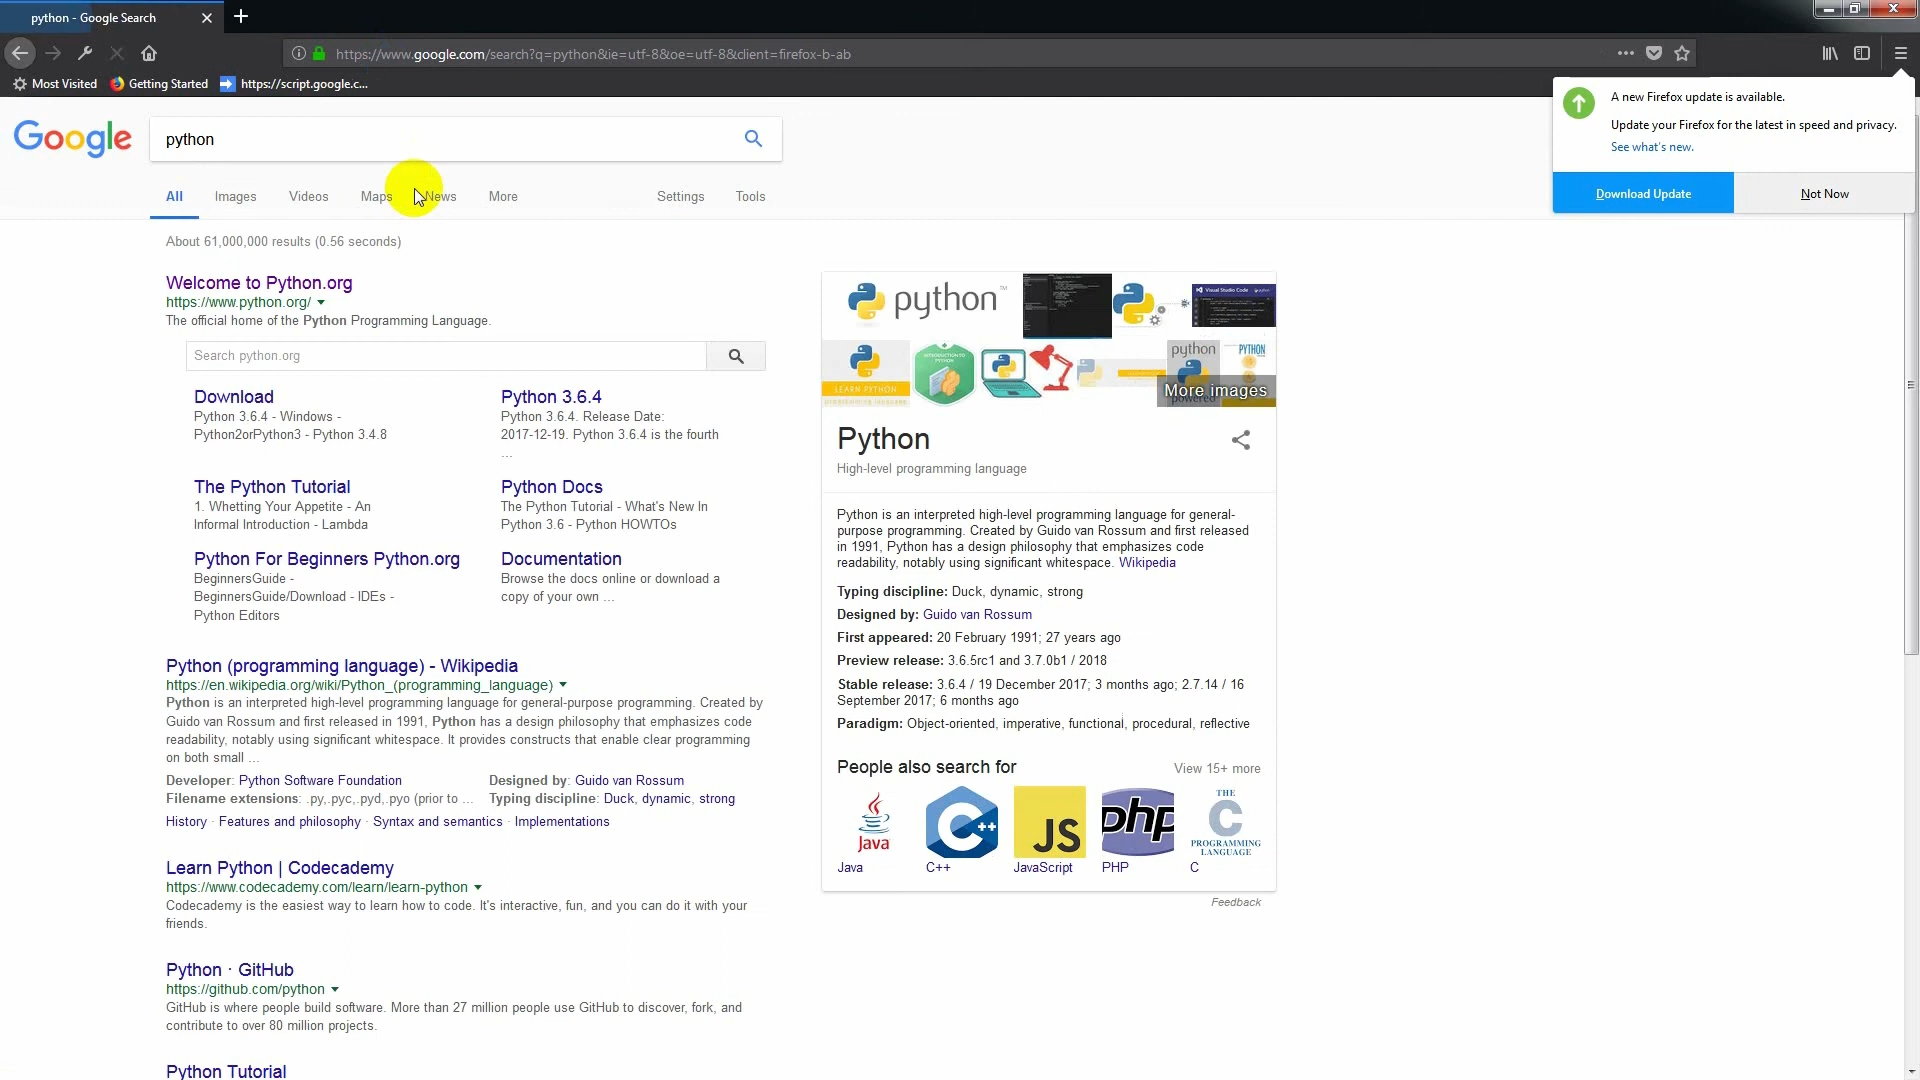 python - Google Search
https://www.google.com/search?q=python&ie=utf-8&oe=utf-8&client=firefox-b-ab
Most Visited Getting Started https://script.google.c...
A new Firefox update is available.
Update your Firefox for the latest in speed and privacy.
See what's new.
Download Update Not Now
Google python
All Images Videos Maps News More Settings Tools
About 61,000,000 results (0.56 seconds)
Welcome to Python.org
https://www.python.org/
The official home of the Python Programming Language.
Search python.org
Download
Python 3.6.4 - Windows -
Python2orPython3 - Python 3.4.8
Python 3.6.4
Python 3.6.4. Release Date:
2017-12-19. Python 3.6.4 is the fourth
...
The Python Tutorial
1. Whetting Your Appetite - An
Informal Introduction - Lambda
Python Docs
The Python Tutorial - What's New In
Python 3.6 - Python HOWTOs
Python For Beginners Python.org
BeginnersGuide -
BeginnersGuide/Download - IDEs -
Python Editors
Documentation
Browse the docs online or download a
copy of your own ...
Python (programming language) - Wikipedia
https://en.wikipedia.org/wiki/Python_(programming_language)
Python is an interpreted high-level programming language for general-purpose programming. Created by
Guido van Rossum and first released in 1991, Python has a design philosophy that emphasizes code
readability, notably using significant whitespace. It provides constructs that enable clear programming
on both small ...
Developer: Python Software Foundation Designed by: Guido van Rossum
Filename extensions: .py,.pyc,.pyd,.pyo (prior to ... Typing discipline: Duck, dynamic, strong
History · Features and philosophy · Syntax and semantics · Implementations
Learn Python | Codecademy
https://www.codecademy.com/learn/learn-python
Codecademy is the easiest way to learn how to code. It's interactive, fun, and you can do it with your
friends.
Python · GitHub
https://github.com/python
GitHub is where people build software. More than 27 million people use GitHub to discover, fork, and
contribute to over 80 million projects.
Python Tutorial
python™
Visual Studio Code
LEARN PYTHON
INTRODUCTION TO
PYTHON
python
powered
PYTHON
More images
Python
High-level programming language
Python is an interpreted high-level programming language for general-
purpose programming. Created by Guido van Rossum and first released
in 1991, Python has a design philosophy that emphasizes code
readability, notably using significant whitespace. Wikipedia
Typing discipline: Duck, dynamic, strong
Designed by: Guido van Rossum
First appeared: 20 February 1991; 27 years ago
Preview release: 3.6.5rc1 and 3.7.0b1 / 2018
Stable release: 3.6.4 / 19 December 2017; 3 months ago; 2.7.14 / 16
September 2017; 6 months ago
Paradigm: Object-oriented, imperative, functional, procedural, reflective
People also search for View 15+ more
Java
C++
JS
php
THE
C
PROGRAMMING
LANGUAGE
Java C++ JavaScript PHP C
Feedback